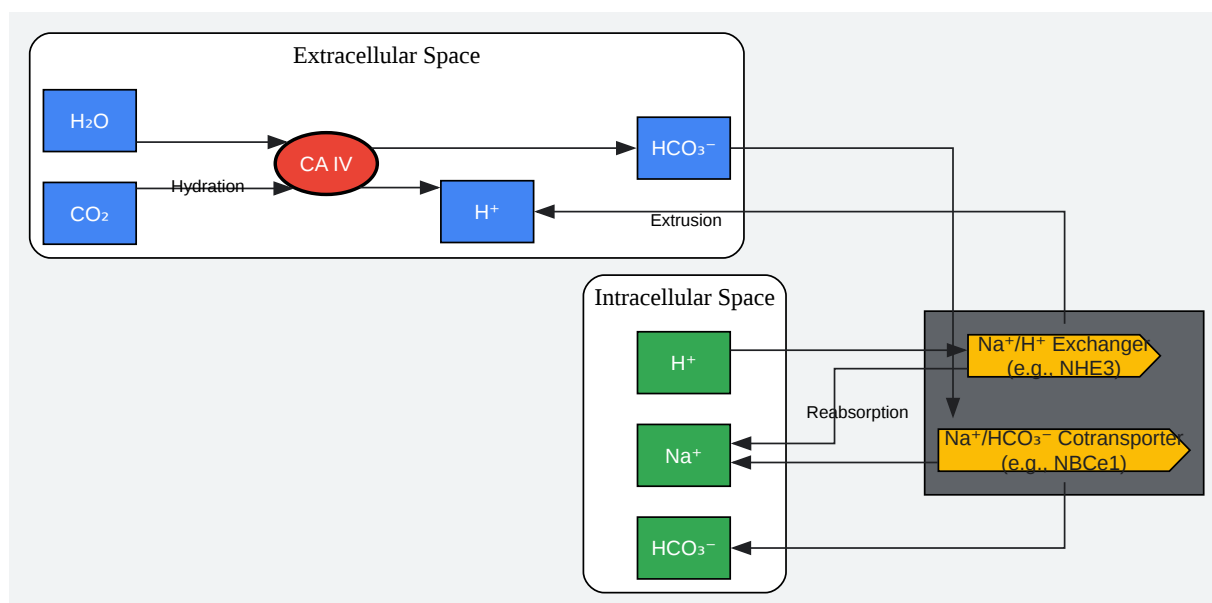 Extracellular Space
H₂O
CA IV
HCO₃⁻
Hydration
CO₂
H⁺
Extrusion
Intracellular Space
H⁺
Na⁺/H⁺ Exchanger
(e.g., NHE3)
Reabsorption
Na⁺
Na⁺/HCO₃⁻ Cotransporter
(e.g., NBCe1)
HCO₃⁻